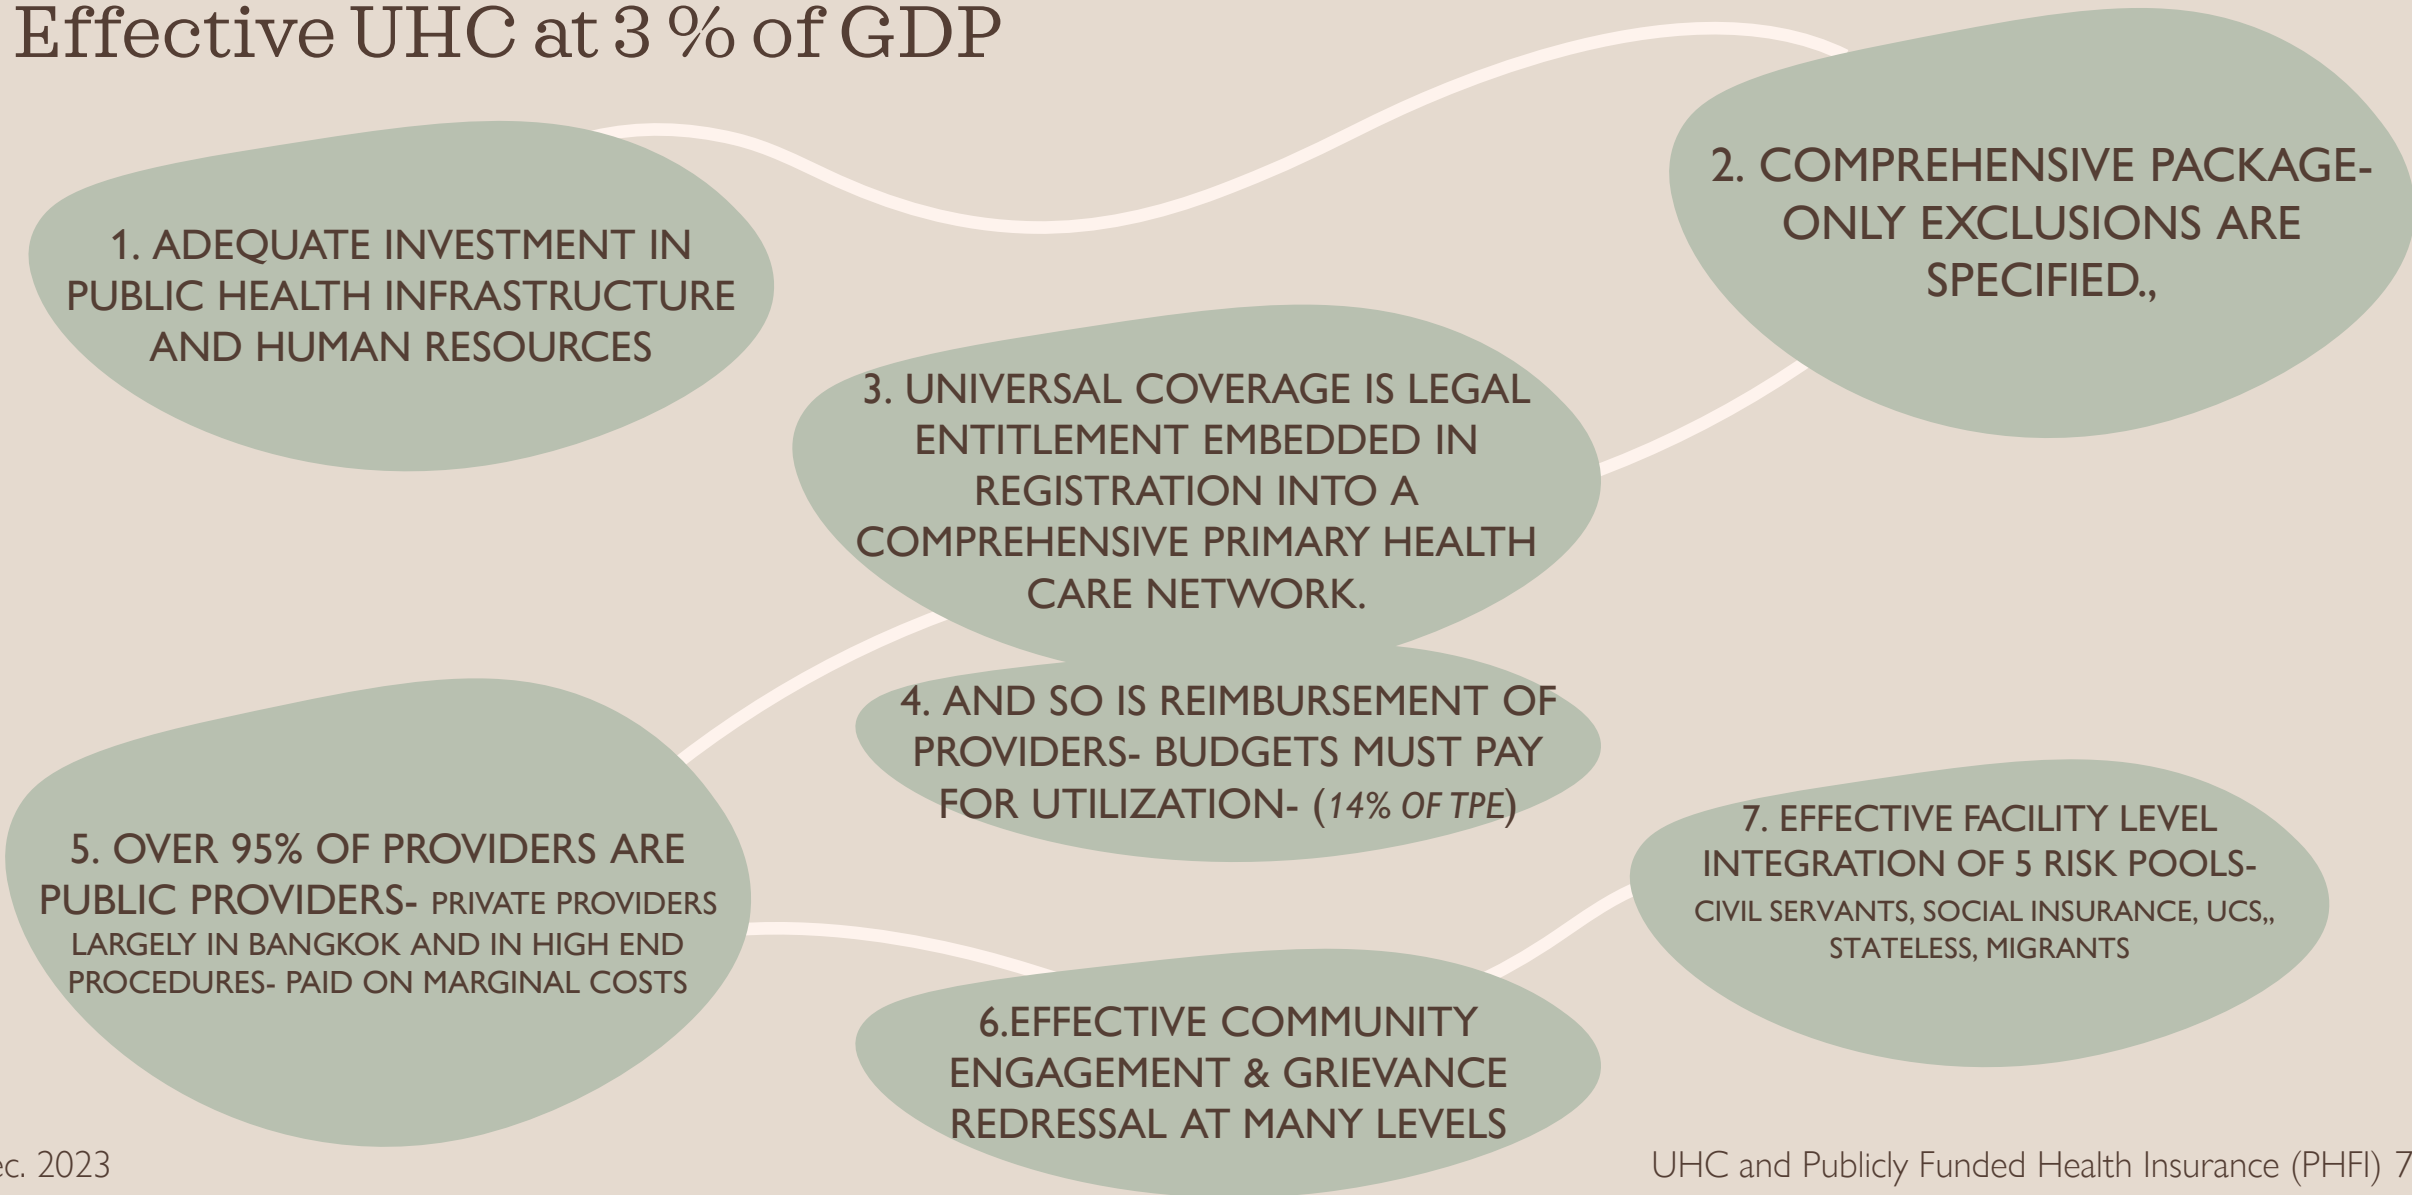 Effective UHC at 3 % of GDP
1. ADEQUATE INVESTMENT IN
PUBLIC HEALTH INFRASTRUCTURE
AND HUMAN RESOURCES
2. COMPREHENSIVE PACKAGE-
ONLY EXCLUSIONS ARE
SPECIFIED.,
3. UNIVERSAL COVERAGE IS LEGAL
ENTITLEMENT EMBEDDED IN
REGISTRATION INTO A
COMPREHENSIVE PRIMARY HEALTH
CARE NETWORK.
4. AND SO IS REIMBURSEMENT OF
PROVIDERS- BUDGETS MUST PAY
FOR UTILIZATION- (14% OF TPE)
5. OVER 95% OF PROVIDERS ARE
PUBLIC PROVIDERS- PRIVATE PROVIDERS
LARGELY IN BANGKOK AND IN HIGH END
PROCEDURES- PAID ON MARGINAL COSTS
6.EFFECTIVE COMMUNITY
ENGAGEMENT & GRIEVANCE
REDRESSAL AT MANY LEVELS
7. EFFECTIVE FACILITY LEVEL
INTEGRATION OF 5 RISK POOLS-
CIVIL SERVANTS, SOCIAL INSURANCE, UCS,,
STATELESS, MIGRANTS
ec. 2023
UHC and Publicly Funded Health Insurance (PHFI) 7